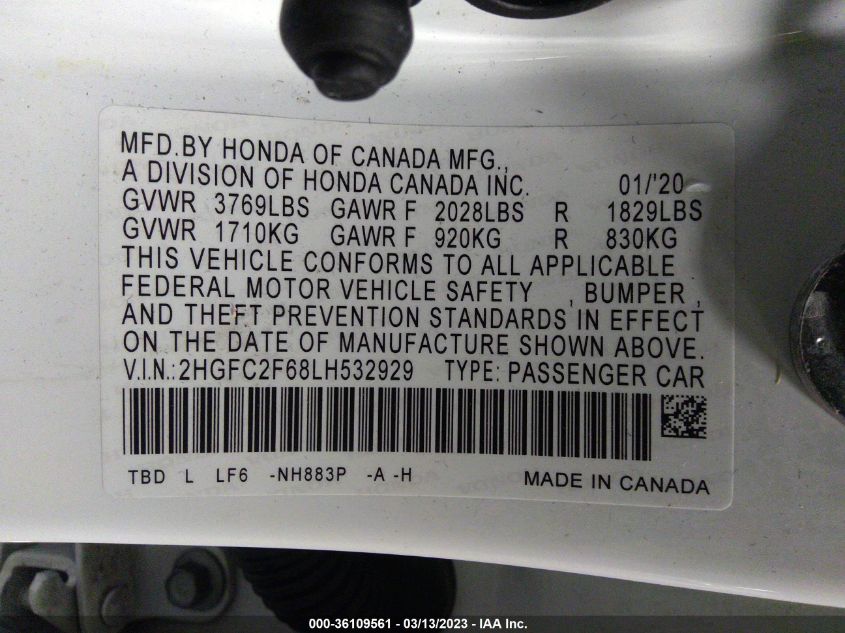 MFD.BY HONDA OF CANADA MFG.,
A DIVISION OF HONDA CANADA INC. 01/'20
GVWR 3769LBS GAWR F 2028LBS R 1829LBS
GVWR 1710KG GAWR F 920KG R 830KG
THIS VEHICLE CONFORMS TO ALL APPLICABLE
FEDERAL MOTOR VEHICLE SAFETY , BUMPER ,
AND THEFT PREVENTION STANDARDS IN EFFECT
ON THE DATE OF MANUFACTURE SHOWN ABOVE.
V.I.N.:2HGFC2F68LH532929 TYPE: PASSENGER CAR
TBD L LF6 -NH883P -A -H MADE IN CANADA
000-36109561 - 03/13/2023 - IAA Inc.